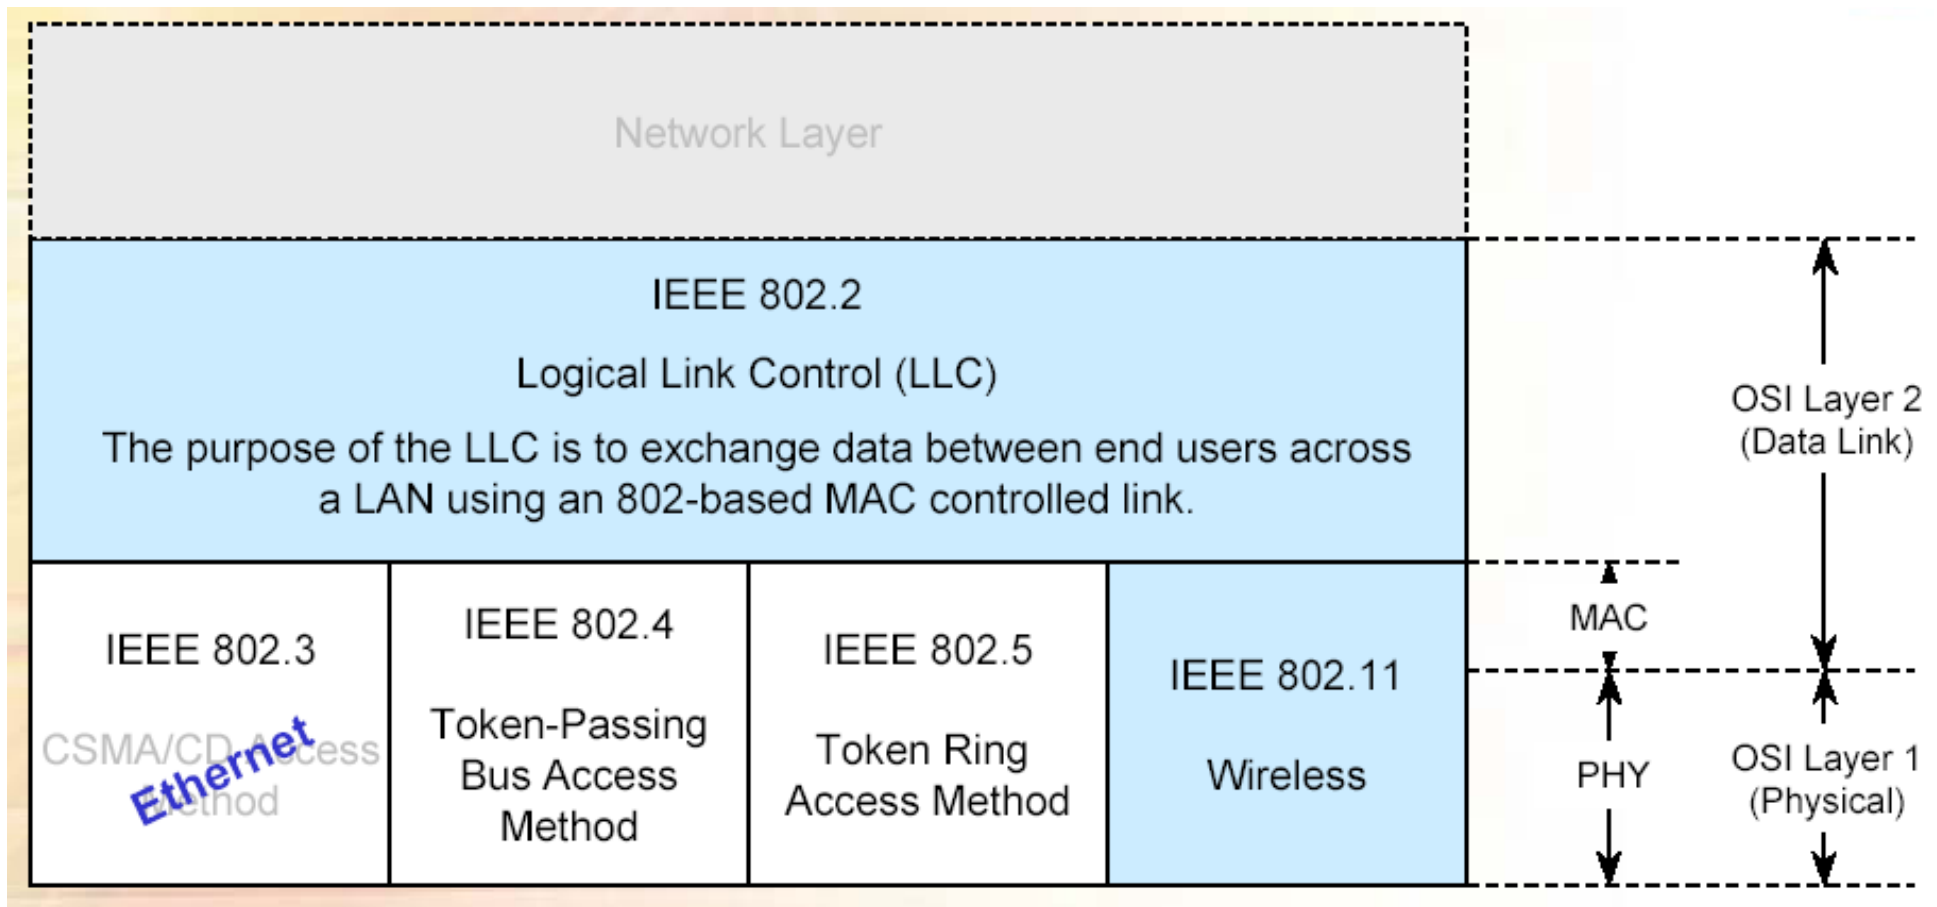 Network Layer
IEEE 802.2
Logical Link Control (LLC)
The purpose of the LLC is to exchange data between end users across
a LAN using an 802-based MAC controlled link.
OSI Layer 2
(Data Link)
IEEE 802.3
CSMA/CD Access
Method
Ethernet
IEEE 802.4
Token-Passing
Bus Access
Method
IEEE 802.5
Token Ring
Access Method
IEEE 802.11
Wireless
MAC
PHY
OSI Layer 1
(Physical)